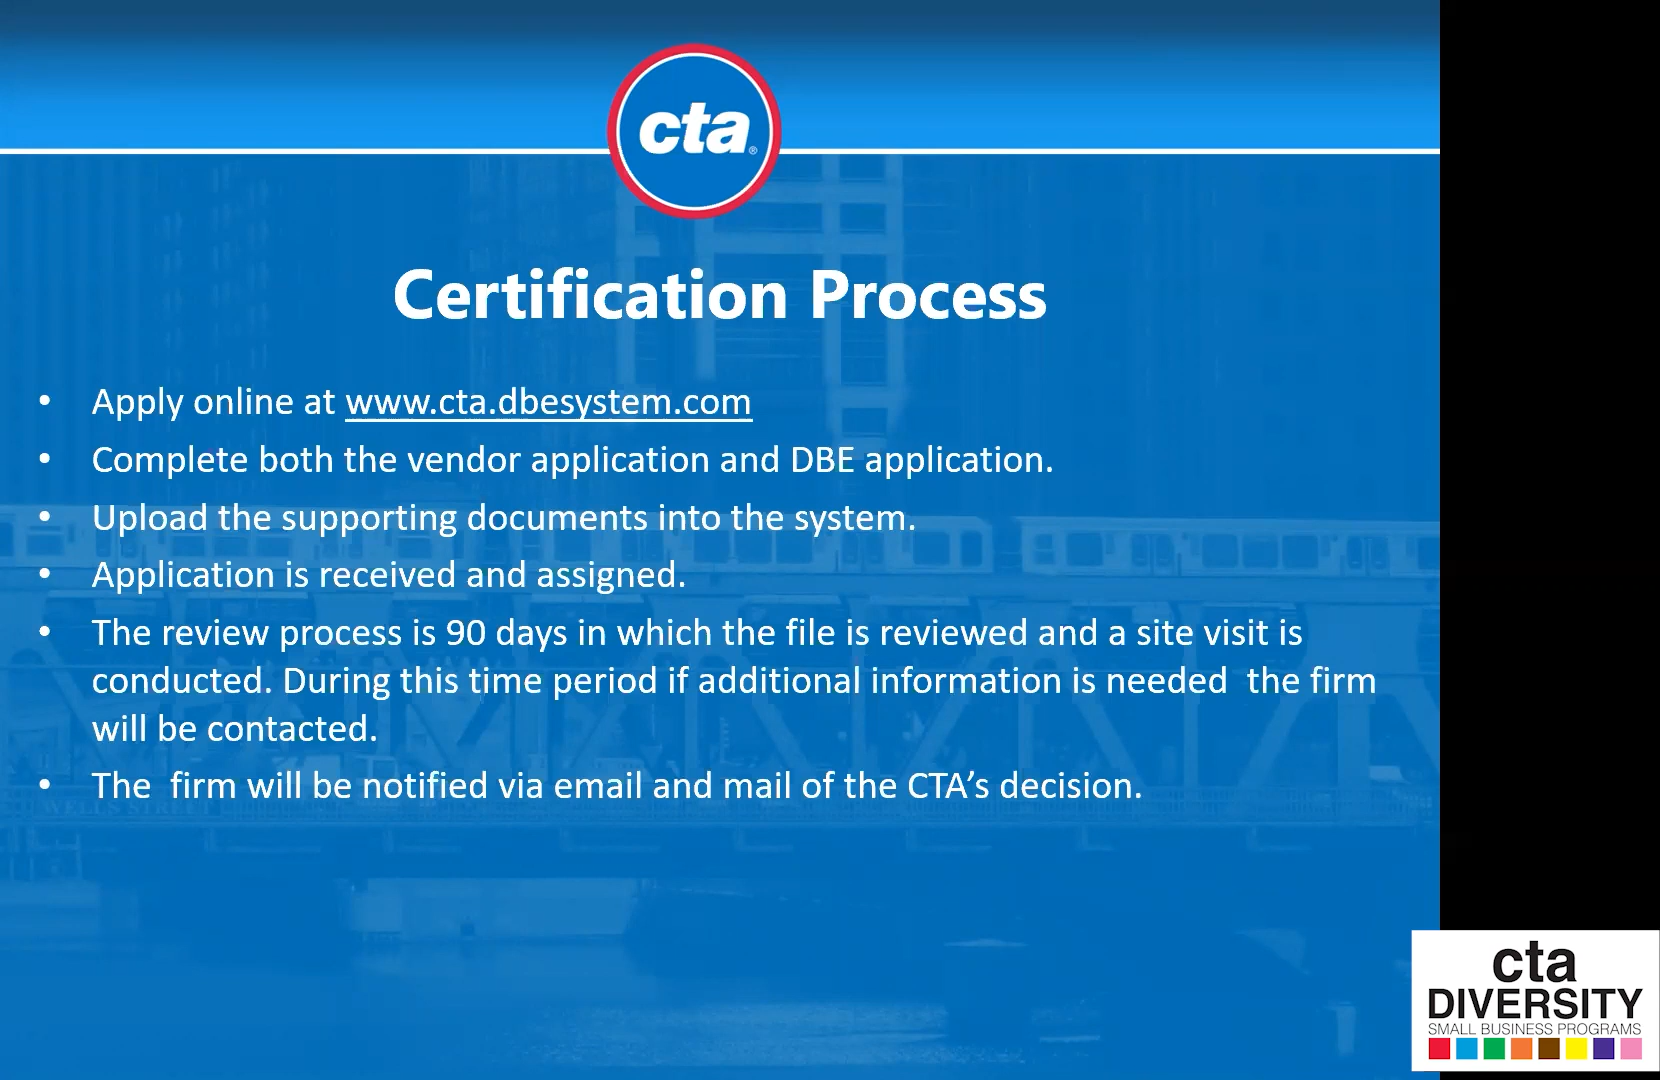 cta®
Certification Process
• Apply online at www.cta.dbesystem.com
• Complete both the vendor application and DBE application.
• Upload the supporting documents into the system.
• Application is received and assigned.
• The review process is 90 days in which the file is reviewed and a site visit is
conducted. During this time period if additional information is needed  the firm
will be contacted.
• The  firm will be notified via email and mail of the CTA’s decision.
cta
DIVERSITY
SMALL BUSINESS PROGRAMS